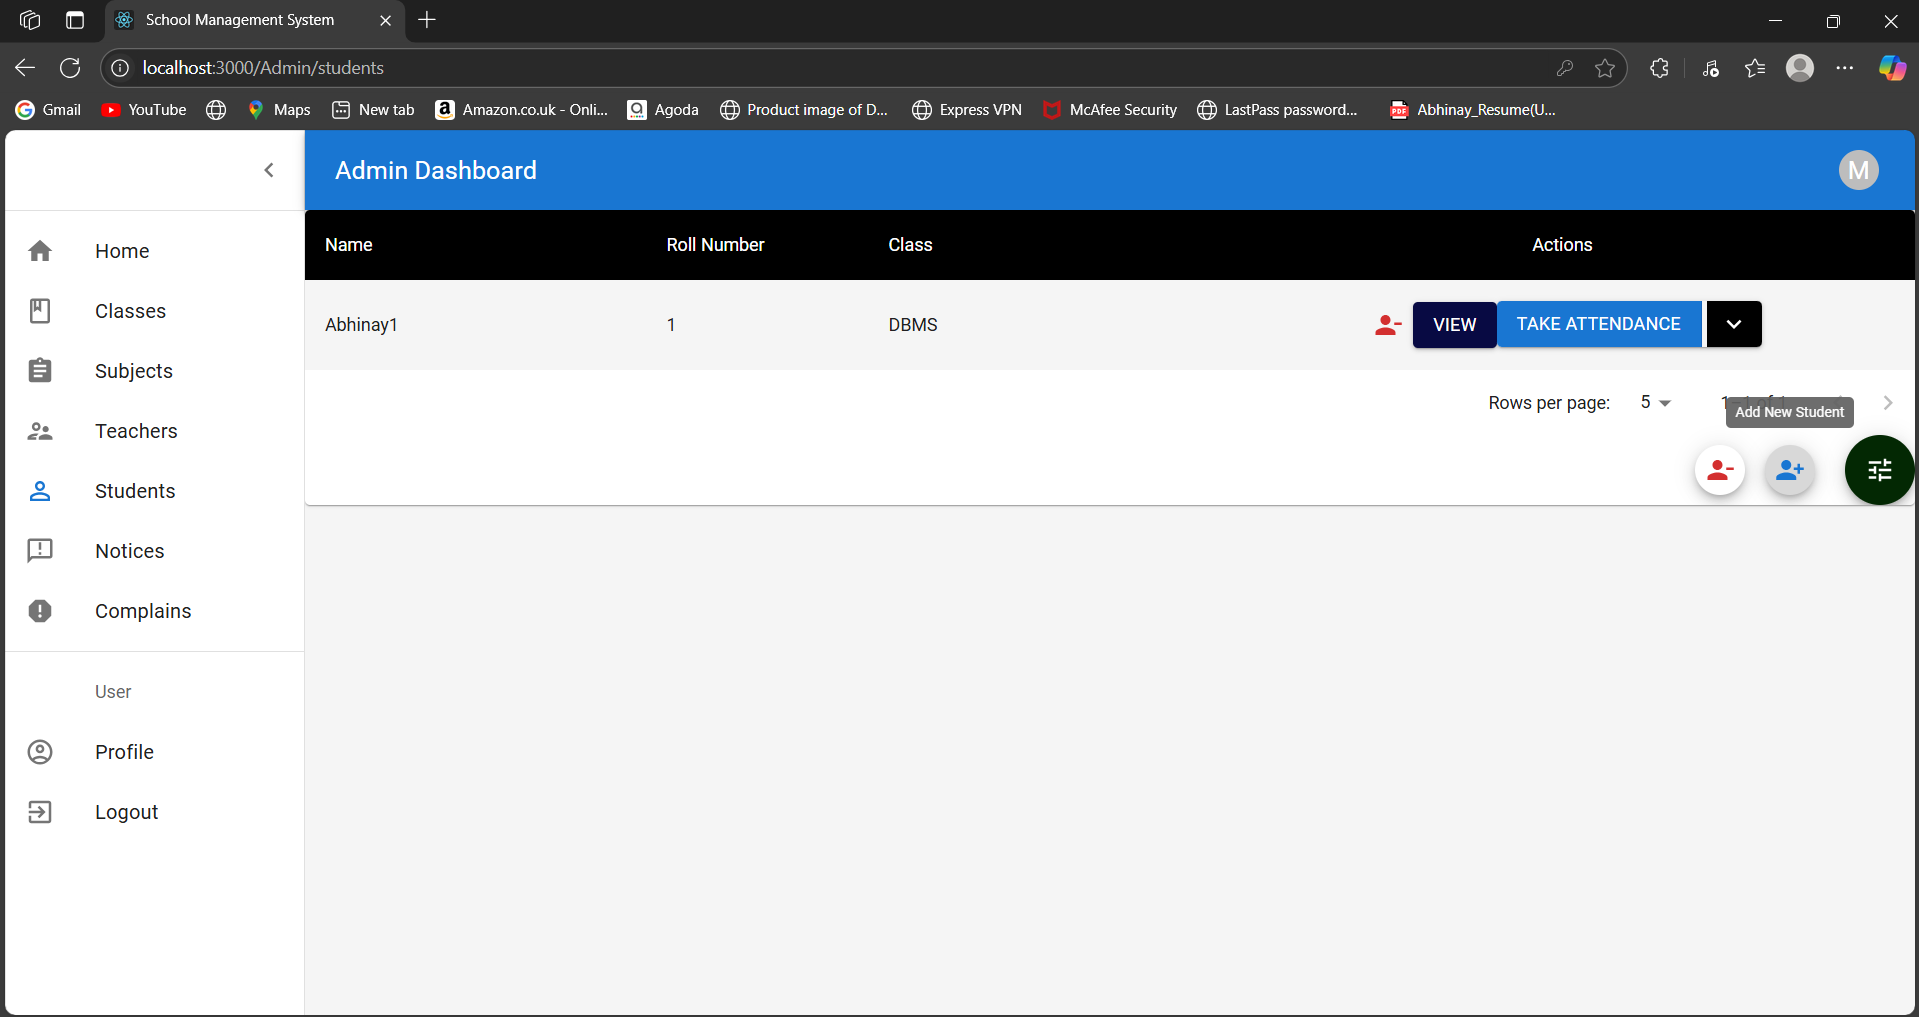 School Management System
localhost:3000/Admin/students
Gmail YouTube Maps New tab Amazon.co.uk - Onli... Agoda Product image of D... Express VPN McAfee Security LastPass password... Abhinay_Resume(U...
Admin Dashboard M
Name Roll Number Class Actions
Home
Classes
Abhinay1 1 DBMS VIEW TAKE ATTENDANCE
Subjects
Rows per page: 5
Add New Student
Teachers
Students
Notices
Complains
User
Profile
Logout